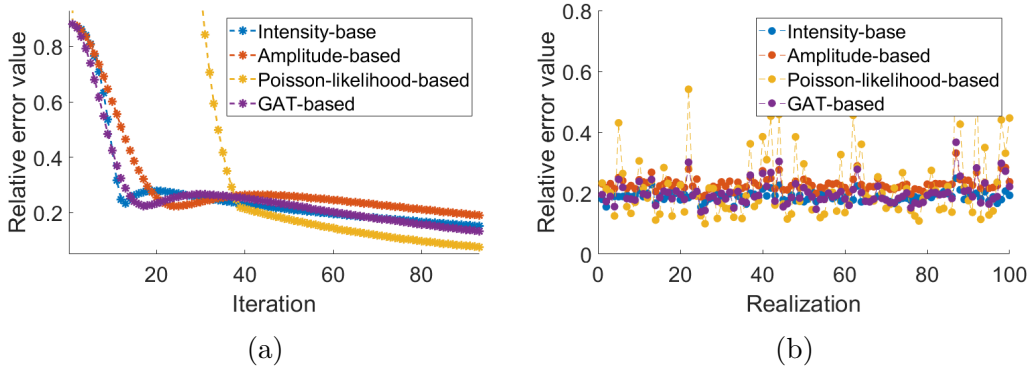 Relative error value
0.8
0.6
0.4
0.2
20
40
60
80
Iteration
Intensity-base
Amplitude-based
Poisson-likelihood-based
GAT-based
(a)
Relative error value
0.8
0.6
0.4
0.2
0
0
20
40
60
80
100
Realization
Intensity-base
Amplitude-based
Poisson-likelihood-based
GAT-based
(b)